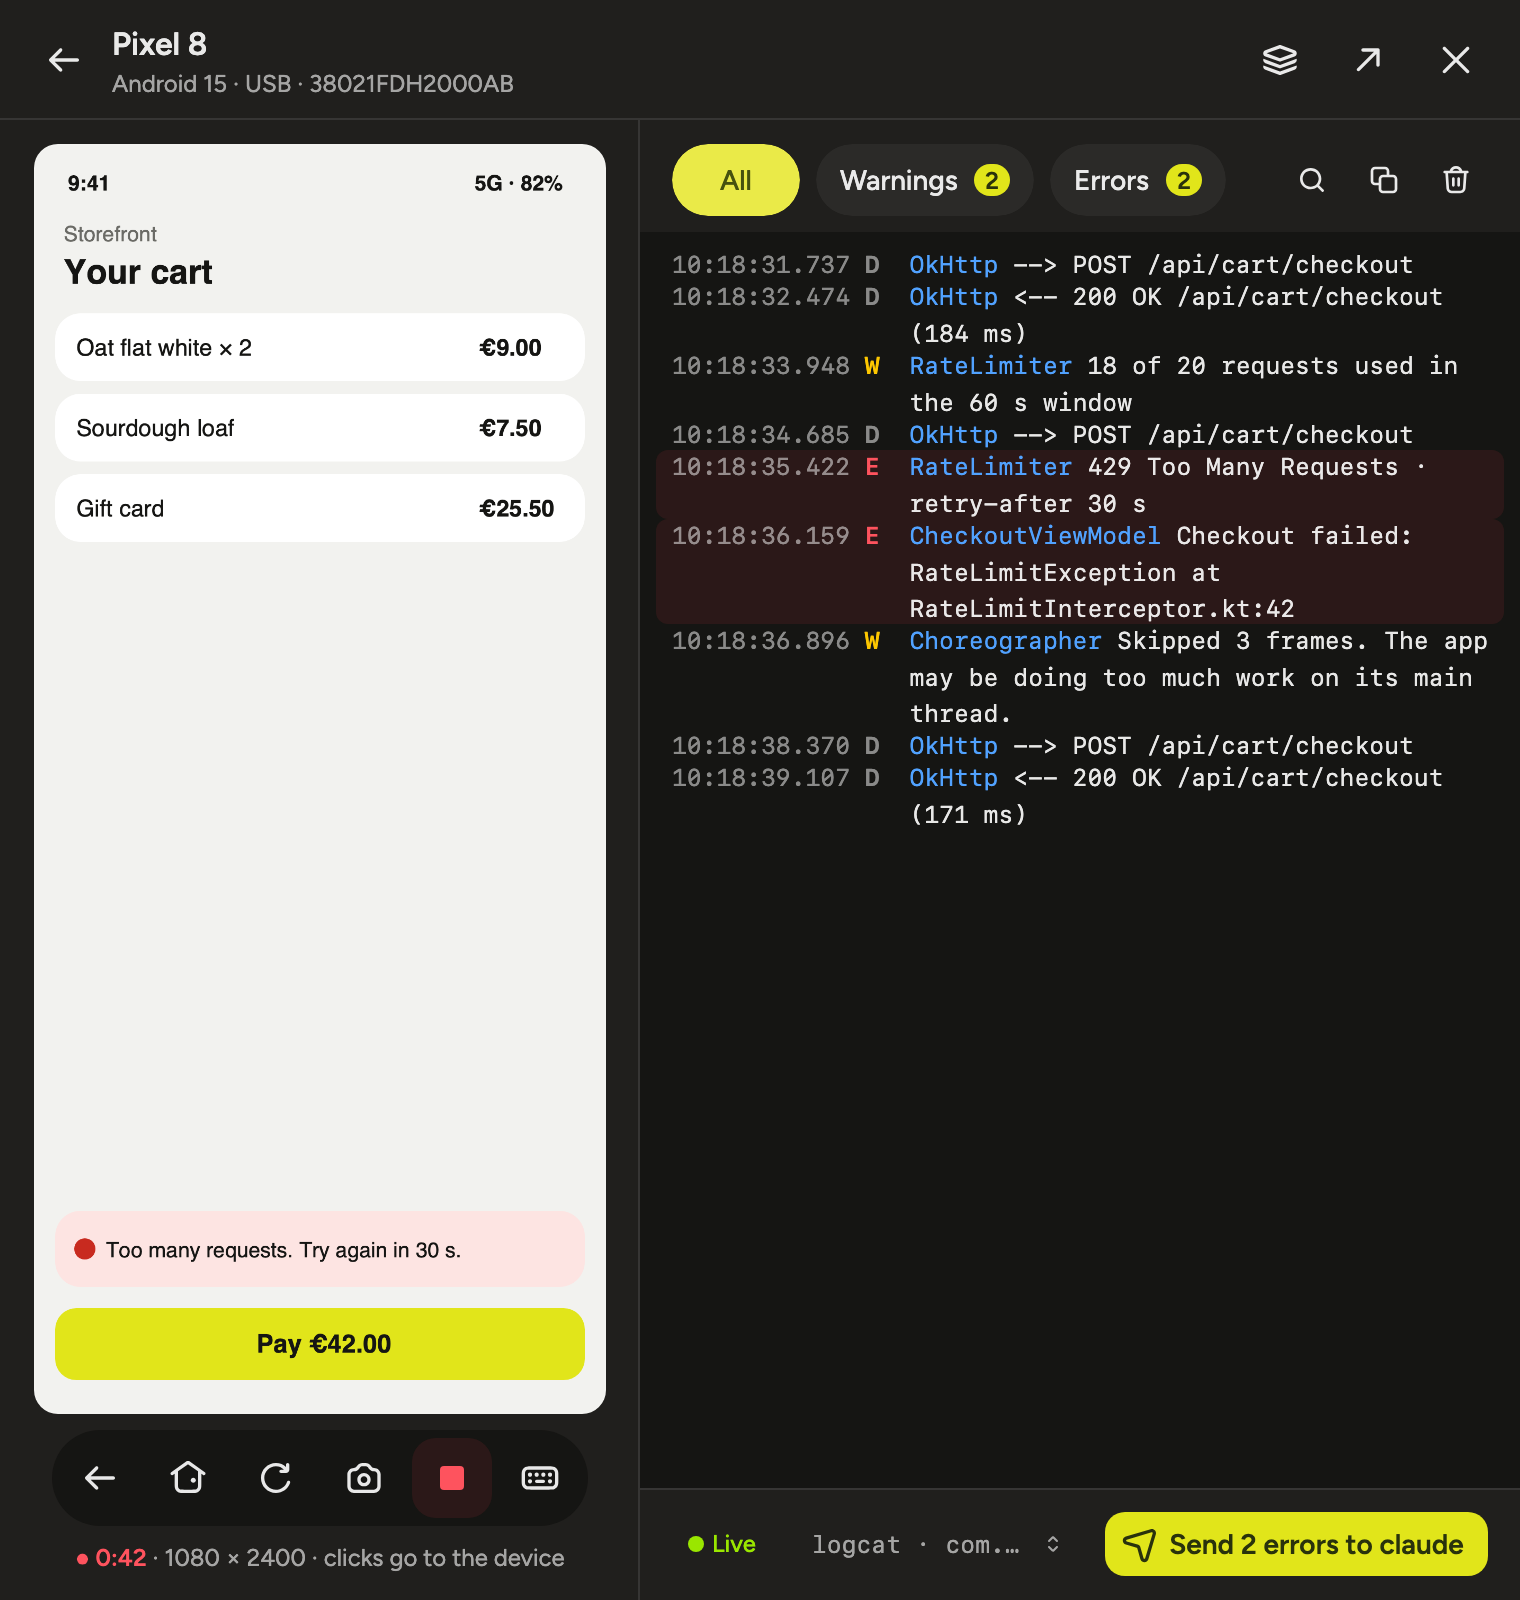 Pixel 8
Android 15 · USB · 38021FDH2000AB
9:41
5G · 82%
Storefront
Your cart
Oat flat white × 2
€9.00
Sourdough loaf
€7.50
Gift card
€25.50
Too many requests. Try again in 30 s.
Pay €42.00
0:42 · 1080 × 2400 · clicks go to the device
All
Warnings 2
Errors 2
10:18:31.737 D OkHttp --> POST /api/cart/checkout
10:18:32.474 D OkHttp <-- 200 OK /api/cart/checkout
(184 ms)
10:18:33.948 W RateLimiter 18 of 20 requests used in
the 60 s window
10:18:34.685 D OkHttp --> POST /api/cart/checkout
10:18:35.422 E RateLimiter 429 Too Many Requests ·
retry-after 30 s
10:18:36.159 E CheckoutViewModel Checkout failed:
RateLimitException at
RateLimitInterceptor.kt:42
10:18:36.896 W Choreographer Skipped 3 frames. The app
may be doing too much work on its main
thread.
10:18:38.370 D OkHttp --> POST /api/cart/checkout
10:18:39.107 D OkHttp <-- 200 OK /api/cart/checkout
(171 ms)
Live
logcat · com.…
Send 2 errors to claude